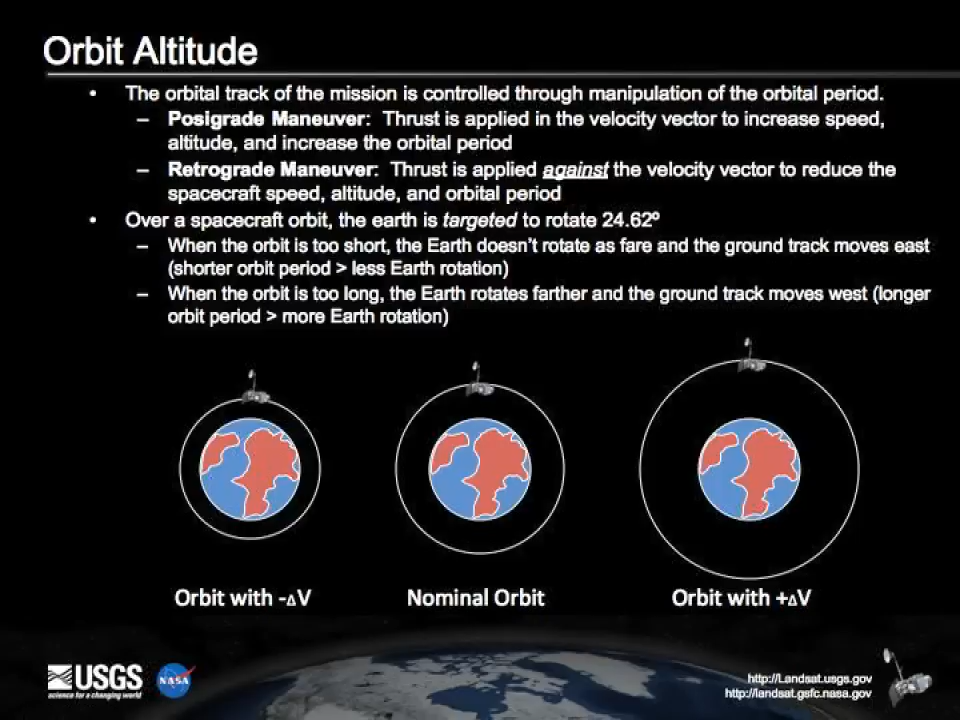 Orbit Altitude
• The orbital track of the mission is controlled through manipulation of the orbital period.
– Posigrade Maneuver: Thrust is applied in the velocity vector to increase speed,
altitude, and increase the orbital period
– Retrograde Maneuver: Thrust is applied against the velocity vector to reduce the
spacecraft speed, altitude, and orbital period
• Over a spacecraft orbit, the earth is targeted to rotate 24.62º
– When the orbit is too short, the Earth doesn't rotate as fare and the ground track moves east
(shorter orbit period > less Earth rotation)
– When the orbit is too long, the Earth rotates farther and the ground track moves west (longer
orbit period > more Earth rotation)
Orbit with -ΔV
Nominal Orbit
Orbit with +ΔV
USGS
science for a changing world
NASA
http://Landsat.usgs.gov
http://landsat.gsfc.nasa.gov